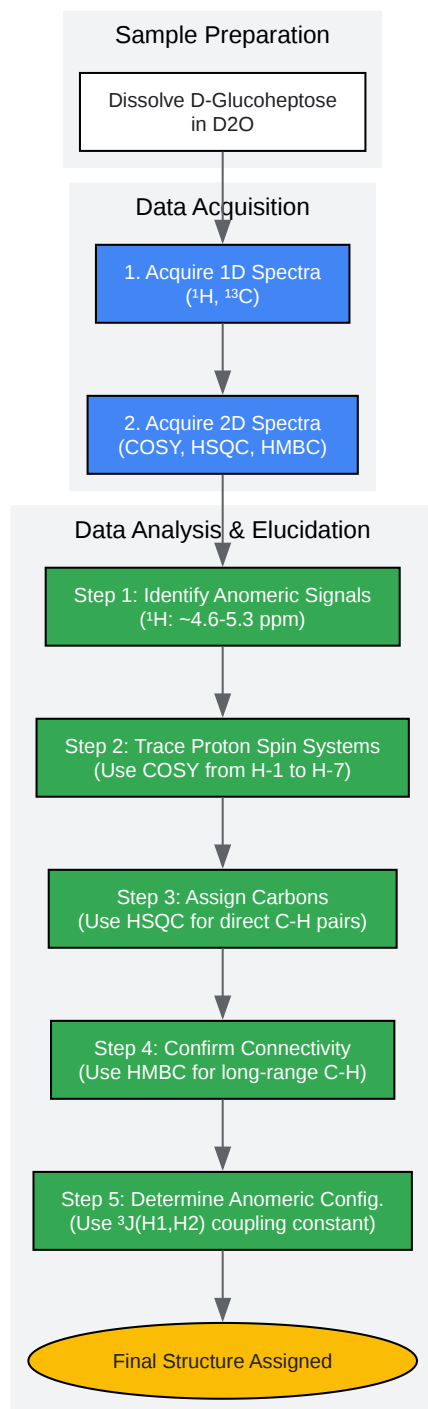 Sample Preparation
Dissolve D-Glucoheptose
in D2O
Data Acquisition
1. Acquire 1D Spectra
(¹H, ¹³C)
2. Acquire 2D Spectra
(COSY, HSQC, HMBC)
Data Analysis & Elucidation
Step 1: Identify Anomeric Signals
(¹H: ~4.6-5.3 ppm)
Step 2: Trace Proton Spin Systems
(Use COSY from H-1 to H-7)
Step 3: Assign Carbons
(Use HSQC for direct C-H pairs)
Step 4: Confirm Connectivity
(Use HMBC for long-range C-H)
Step 5: Determine Anomeric Config.
(Use ³J(H1,H2) coupling constant)
Final Structure Assigned